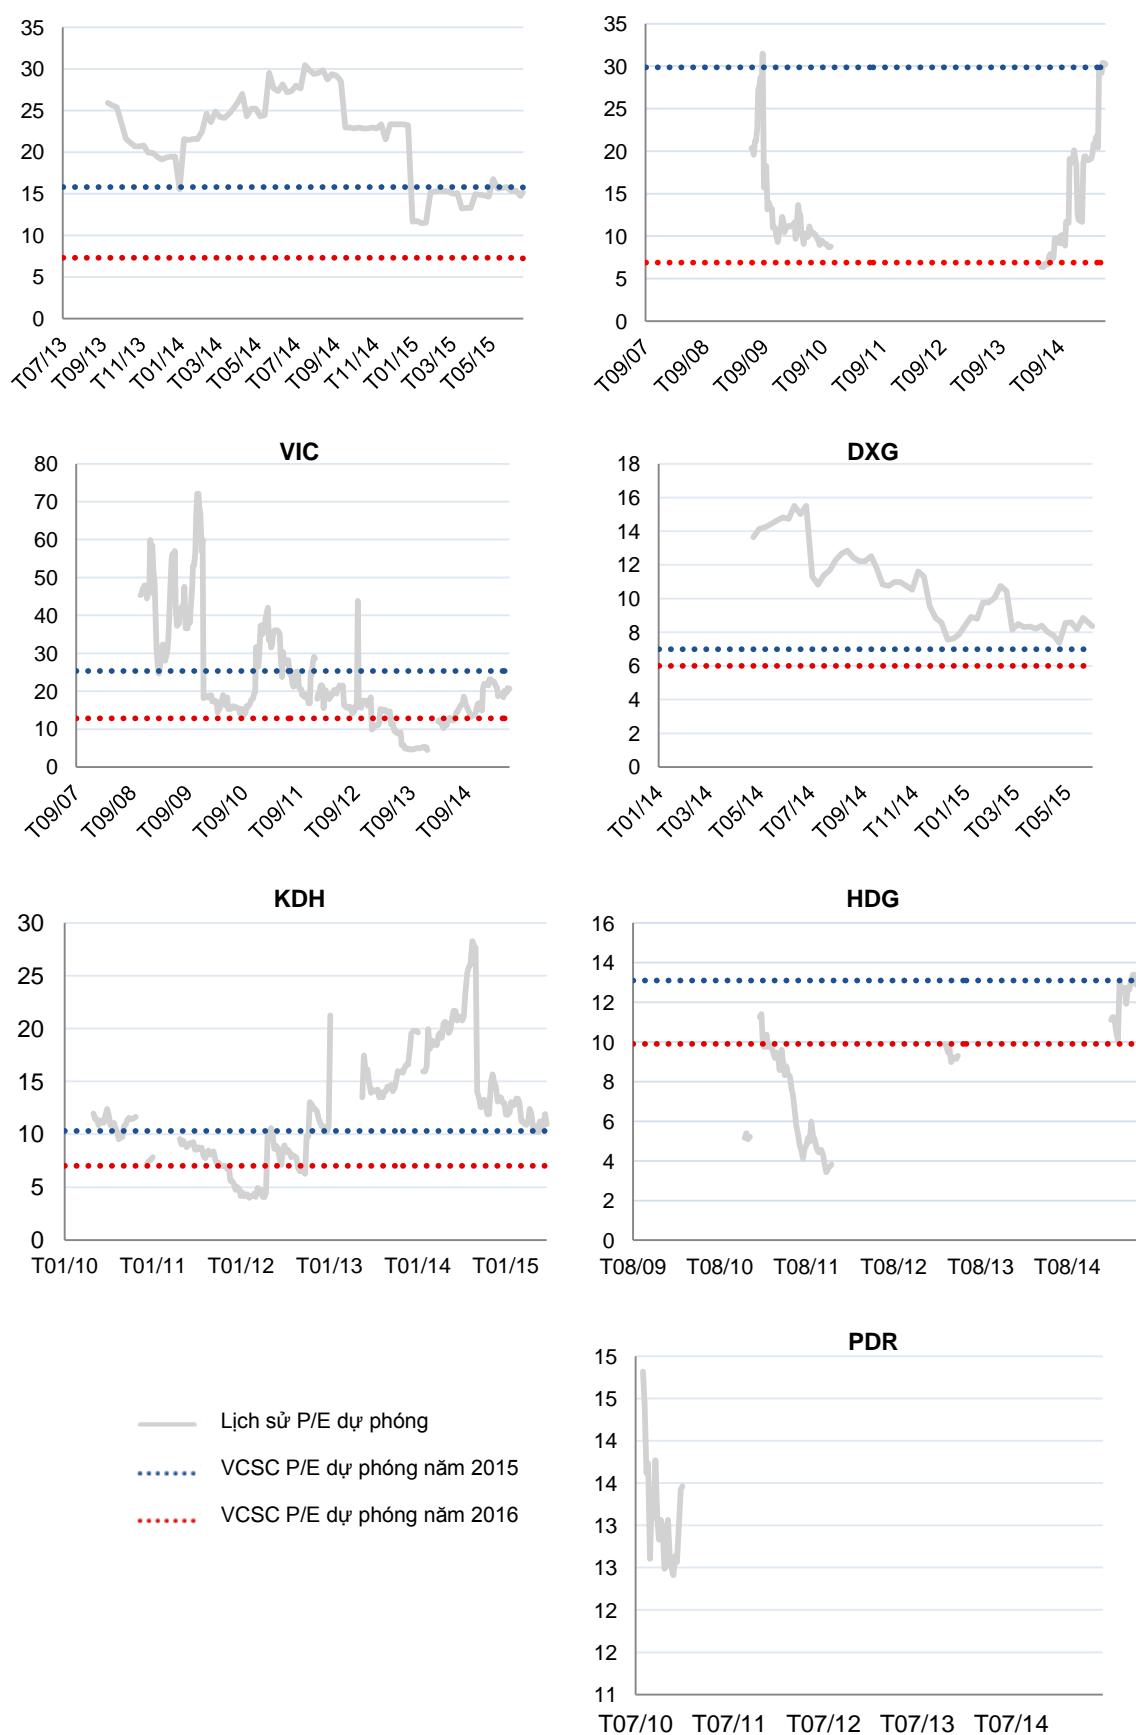 35
30
25
20
15
10
5
0
T07/13
T09/13
T11/13
T01/14
T03/14
T05/14
T07/14
T09/14
T11/14
T01/15
T03/15
T05/15
35
30
25
20
15
10
5
0
T09/07
T09/08
T09/09
T09/10
T09/11
T09/12
T09/13
T09/14
VIC
80
70
60
50
40
30
20
10
0
T09/07
T09/08
T09/09
T09/10
T09/11
T09/12
T09/13
T09/14
DXG
18
16
14
12
10
8
6
4
2
0
T01/14
T03/14
T05/14
T07/14
T09/14
T11/14
T01/15
T03/15
T05/15
KDH
30
25
20
15
10
5
0
T01/10 T01/11 T01/12 T01/13 T01/14 T01/15
HDG
16
14
12
10
8
6
4
2
0
T08/09 T08/10 T08/11 T08/12 T08/13 T08/14
Lịch sử P/E dự phóng
VCSC P/E dự phóng năm 2015
VCSC P/E dự phóng năm 2016
PDR
15
15
14
14
13
13
12
12
11
T07/10 T07/11 T07/12 T07/13 T07/14